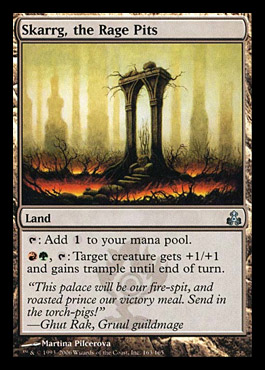 Skarrg, the Rage Pits
Land
: Add 1 to your mana pool.
, : Target creature gets +1/+1
and gains trample until end of turn.
"This palace will be our fire-spit, and
roasted prince our victory meal. Send in
the torch-pigs!"
—Ghut Rak, Gruul guildmage
Martina Pilcerova
™ & © 1993–2006 Wizards of the Coast, Inc. 163/165